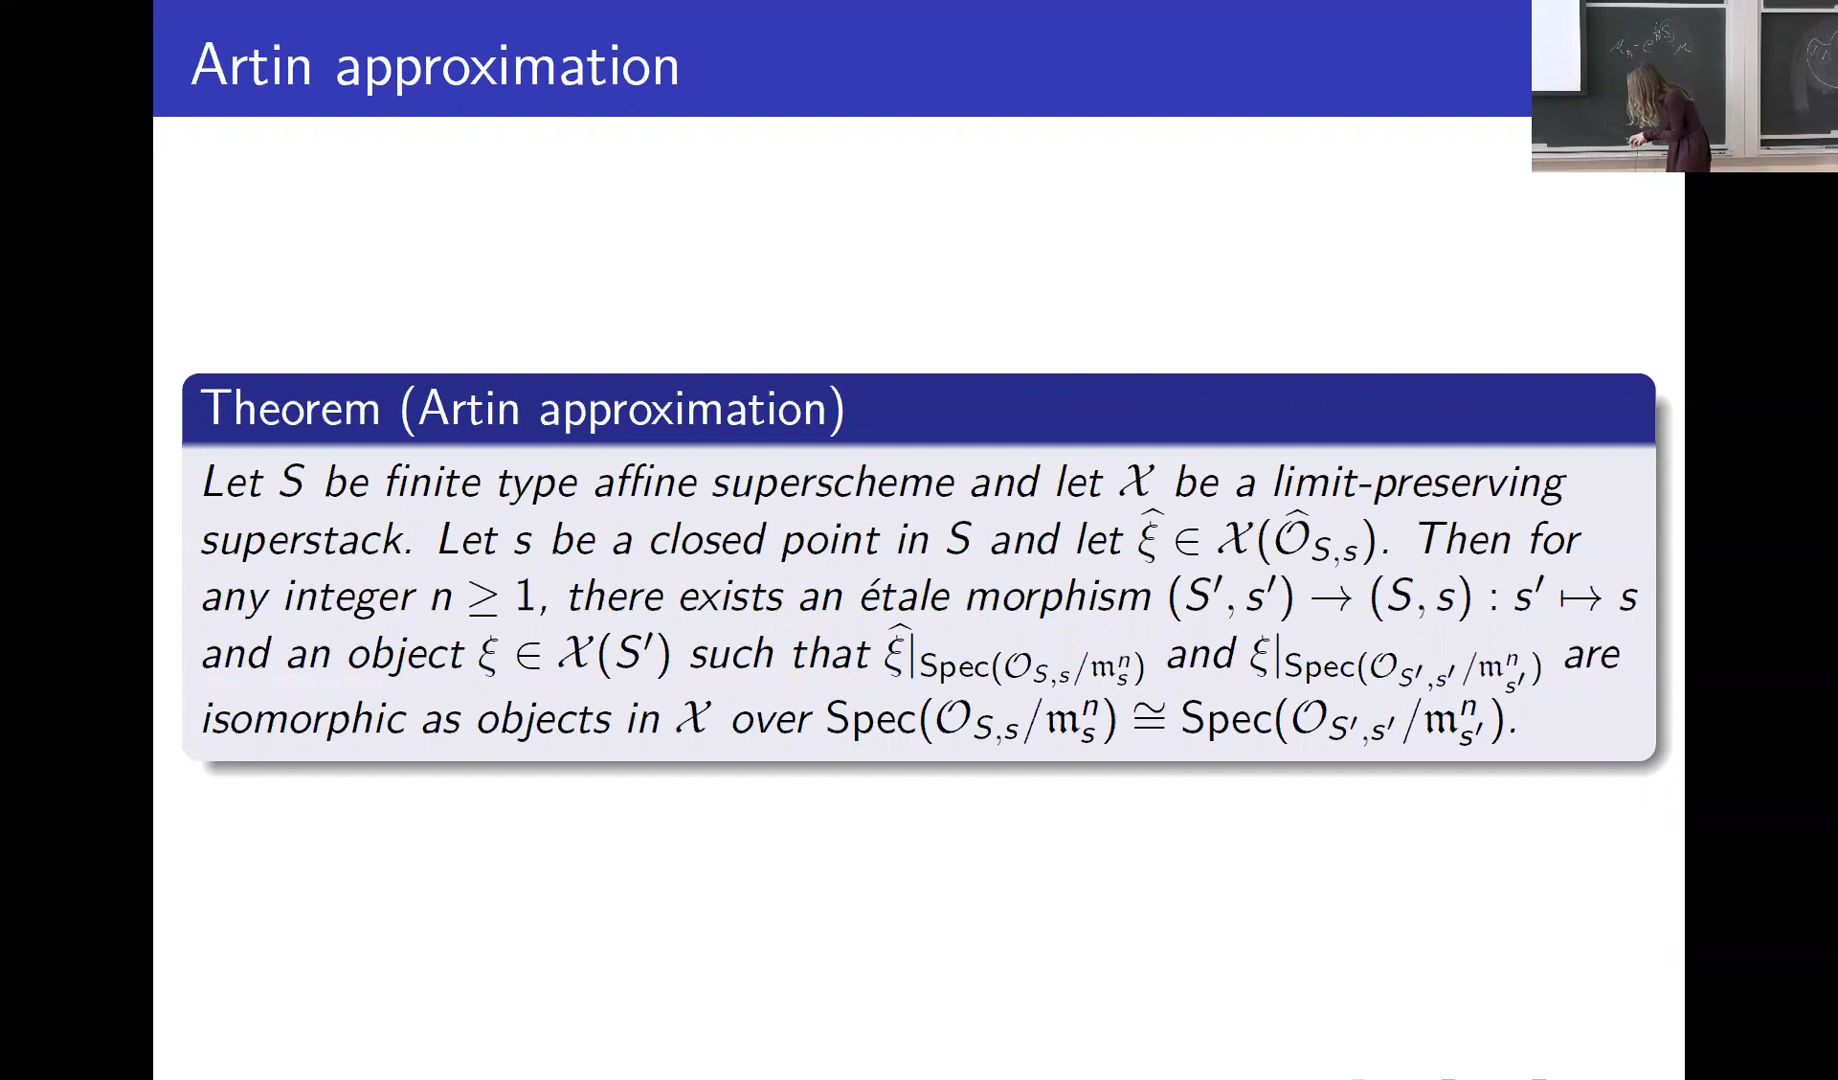 Artin approximation
Theorem (Artin approximation)
Let S be finite type affine superscheme and let 𝒳 be a limit-preserving
superstack. Let s be a closed point in S and let ξ̂ ∈ 𝒳(𝒪̂_{S,s}). Then for
any integer n ≥ 1, there exists an étale morphism (S′, s′) → (S, s) : s′ ↦ s
and an object ξ ∈ 𝒳(S′) such that ξ̂|_{Spec(𝒪_{S,s}/𝔪_s^n)} and ξ|_{Spec(𝒪_{S′,s′}/𝔪_{s′}^n)} are
isomorphic as objects in 𝒳 over Spec(𝒪_{S,s}/𝔪_s^n) ≅ Spec(𝒪_{S′,s′}/𝔪_{s′}^n).